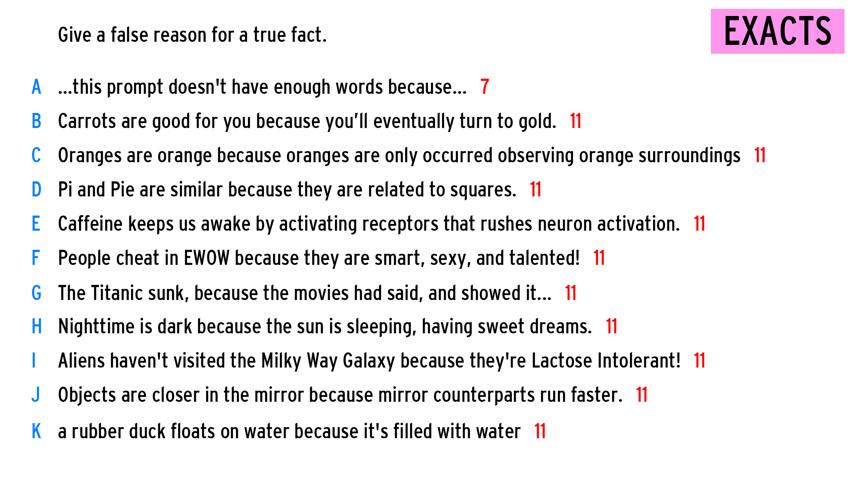 Give a false reason for a true fact.
EXACTS
A ...this prompt doesn't have enough words because... 7
B Carrots are good for you because you’ll eventually turn to gold. 11
C Oranges are orange because oranges are only occurred observing orange surroundings 11
D Pi and Pie are similar because they are related to squares. 11
E Caffeine keeps us awake by activating receptors that rushes neuron activation. 11
F People cheat in EWOW because they are smart, sexy, and talented! 11
G The Titanic sunk, because the movies had said, and showed it... 11
H Nighttime is dark because the sun is sleeping, having sweet dreams. 11
I Aliens haven't visited the Milky Way Galaxy because they're Lactose Intolerant! 11
J Objects are closer in the mirror because mirror counterparts run faster. 11
K a rubber duck floats on water because it's filled with water 11